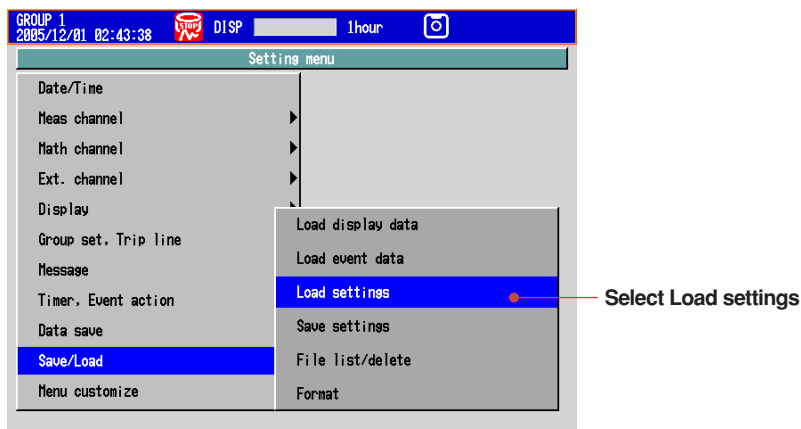 GROUP 1
2005/12/01 02:43:38
STOP
DISP
1hour
Setting menu
Date/Time
Meas channel
Math channel
Ext. channel
Display
Group set, Trip line
Message
Timer, Event action
Data save
Save/Load
Menu customize
Load display data
Load event data
Load settings
Save settings
File list/delete
Format
Select Load settings